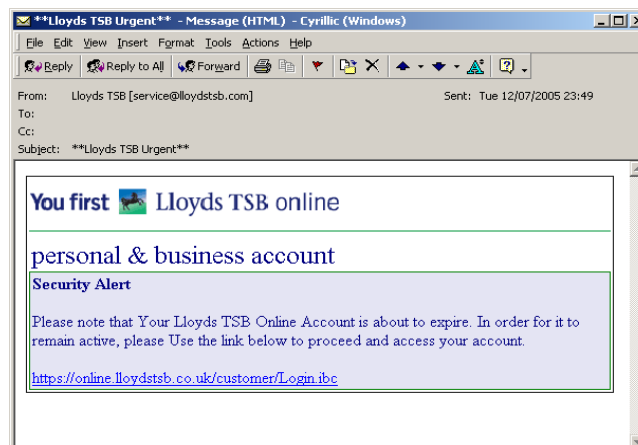 **Lloyds TSB Urgent** - Message (HTML) - Cyrillic (Windows)
File Edit View Insert Format Tools Actions Help
Reply Reply to All Forward
From: Lloyds TSB [service@lloydstsb.com] Sent: Tue 12/07/2005 23:49
To:
Cc:
Subject: **Lloyds TSB Urgent**
You first Lloyds TSB online
personal & business account
Security Alert
Please note that Your Lloyds TSB Online Account is about to expire. In order for it to
remain active, please Use the link below to proceed and access your account.
https://online.lloydstsb.co.uk/customer/Login.ibc